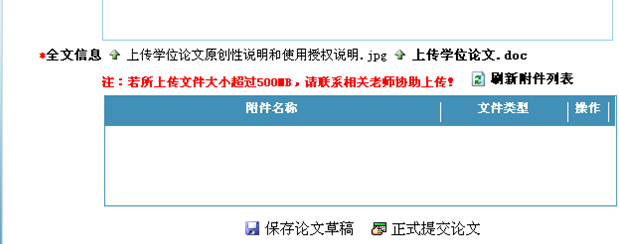 *全文信息 上传学位论文原创性说明和使用授权说明.jpg 上传学位论文.doc
注：若所上传文件大小超过500MB，请联系相关老师协助上传! 刷新附件列表
附件名称 文件类型 操作
保存论文草稿 正式提交论文